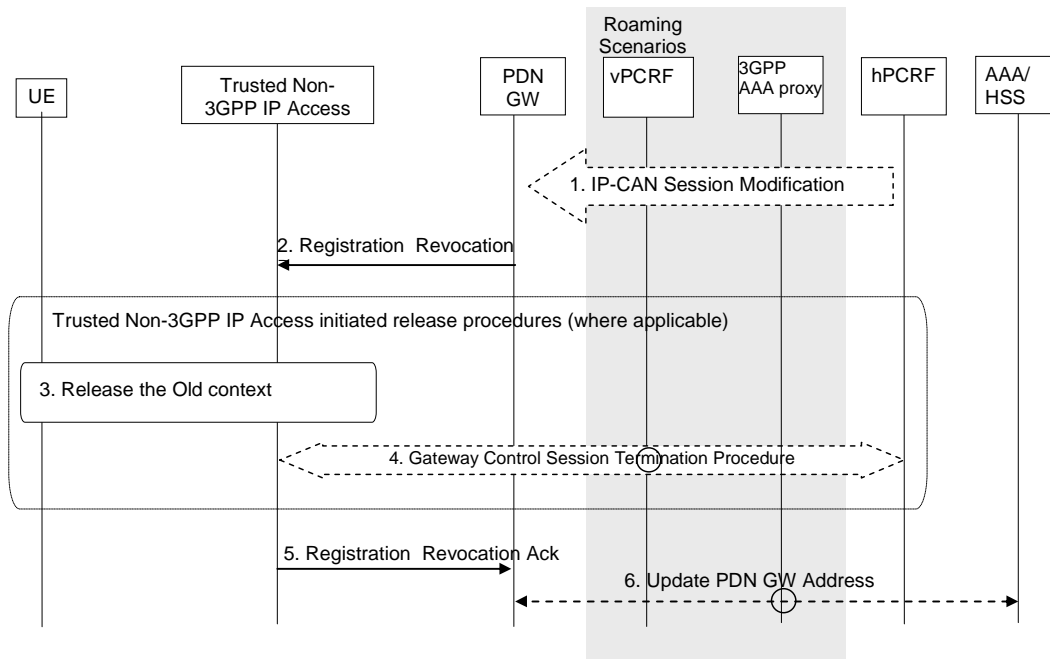 Roaming
Scenarios
UE
Trusted Non-
3GPP IP Access
PDN
GW
vPCRF
3GPP
AAA proxy
hPCRF
AAA/
HSS
1. IP-CAN Session Modification
2. Registration Revocation
Trusted Non-3GPP IP Access initiated release procedures (where applicable)
3. Release the Old context
4. Gateway Control Session Termination Procedure
5. Registration Revocation Ack
6. Update PDN GW Address